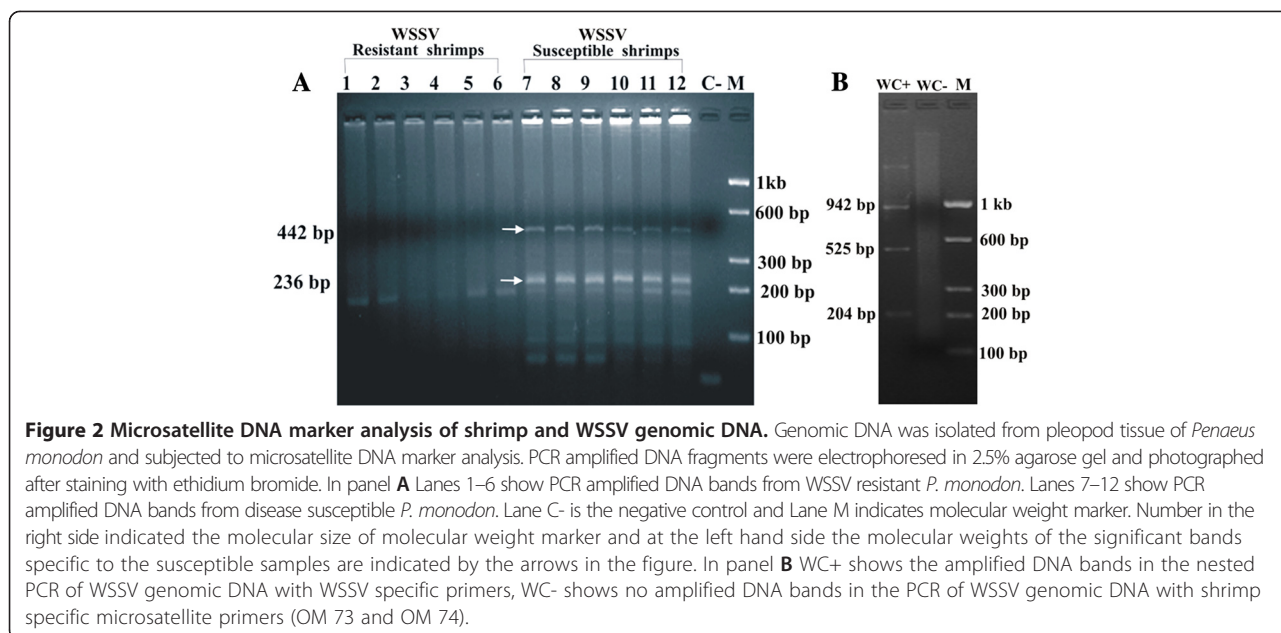 WSSV
Resistant shrimps
WSSV
Susceptible shrimps
A
1 2 3 4 5 6 7 8 9 10 11 12 C- M
1kb
600 bp
442 bp
300 bp
236 bp
200 bp
100 bp
B
WC+ WC- M
942 bp
1 kb
600 bp
525 bp
300 bp
204 bp
200 bp
100 bp
Figure 2 Microsatellite DNA marker analysis of shrimp and WSSV genomic DNA. Genomic DNA was isolated from pleopod tissue of Penaeus
monodon and subjected to microsatellite DNA marker analysis. PCR amplified DNA fragments were electrophoresed in 2.5% agarose gel and photographed
after staining with ethidium bromide. In panel A Lanes 1–6 show PCR amplified DNA bands from WSSV resistant P. monodon. Lanes 7–12 show PCR
amplified DNA bands from disease susceptible P. monodon. Lane C- is the negative control and Lane M indicates molecular weight marker. Number in the
right side indicated the molecular size of molecular weight marker and at the left hand side the molecular weights of the significant bands
specific to the susceptible samples are indicated by the arrows in the figure. In panel B WC+ shows the amplified DNA bands in the nested
PCR of WSSV genomic DNA with WSSV specific primers, WC- shows no amplified DNA bands in the PCR of WSSV genomic DNA with shrimp
specific microsatellite primers (OM 73 and OM 74).